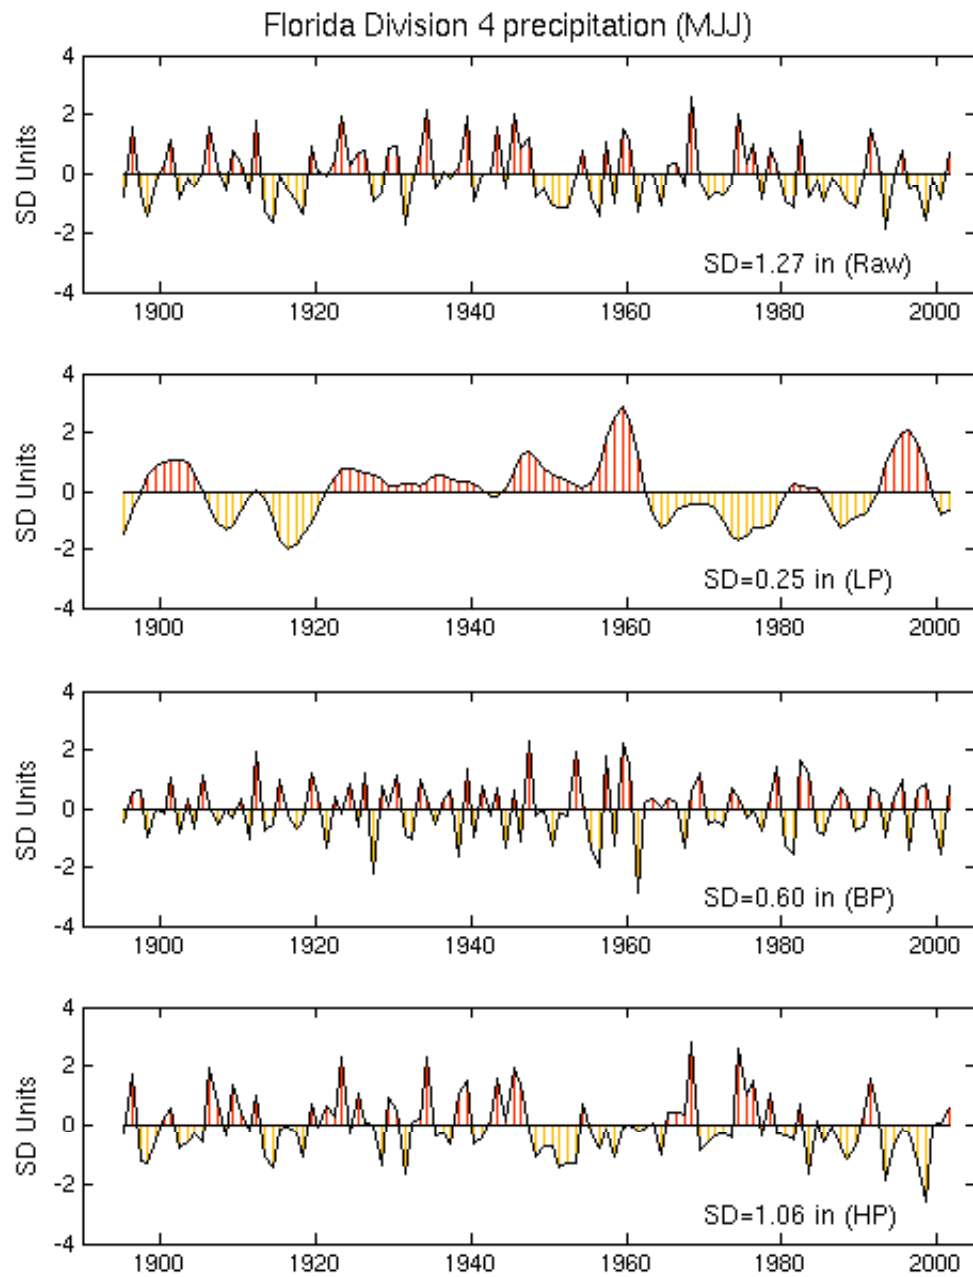 Florida Division 4 precipitation (MJJ)
4
2
0
-2
-4
SD Units
SD=1.27 in (Raw)
1900 1920 1940 1960 1980 2000
4
2
0
-2
-4
SD Units
SD=0.25 in (LP)
1900 1920 1940 1960 1980 2000
4
2
0
-2
-4
SD Units
SD=0.60 in (BP)
1900 1920 1940 1960 1980 2000
4
2
0
-2
-4
SD Units
SD=1.06 in (HP)
1900 1920 1940 1960 1980 2000